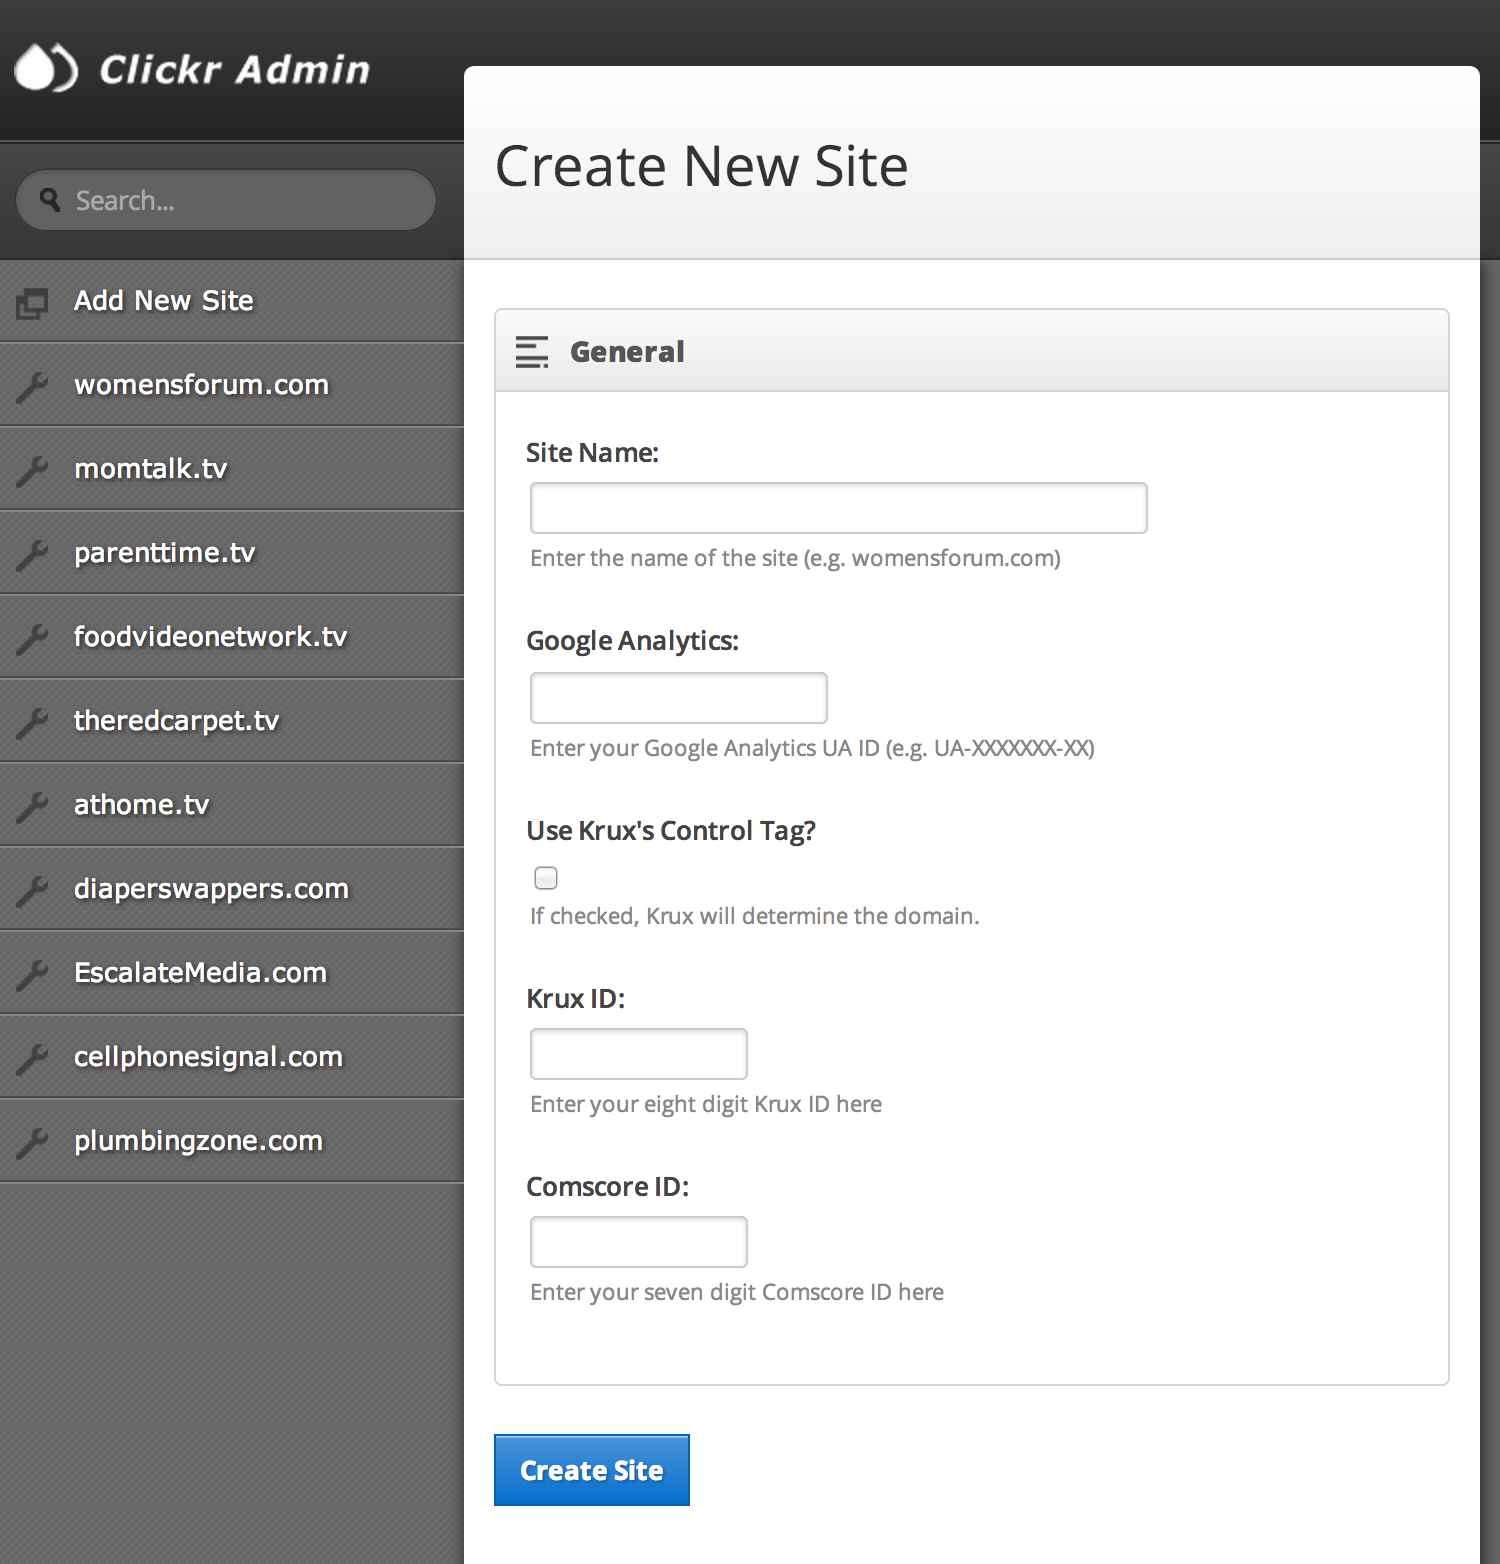 Clickr Admin
Search...
Add New Site
womensforum.com
momtalk.tv
parenttime.tv
foodvideonetwork.tv
theredcarpet.tv
athome.tv
diaperswappers.com
EscalateMedia.com
cellphonesignal.com
plumbingzone.com
Create New Site
General
Site Name:
Enter the name of the site (e.g. womensforum.com)
Google Analytics:
Enter your Google Analytics UA ID (e.g. UA-XXXXXXX-XX)
Use Krux's Control Tag?
If checked, Krux will determine the domain.
Krux ID:
Enter your eight digit Krux ID here
Comscore ID:
Enter your seven digit Comscore ID here
Create Site